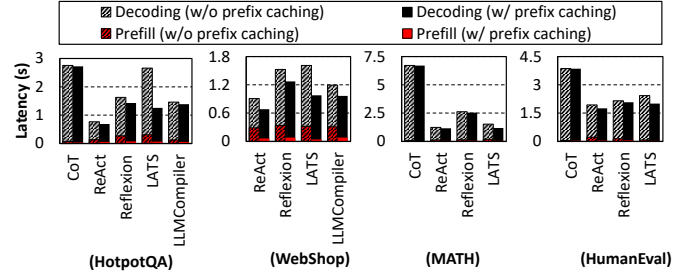 Decoding (w/o prefix caching) Decoding (w/ prefix caching)
Prefill (w/o prefix caching) Prefill (w/ prefix caching)
Latency (s)
3
2
1
0
CoT
ReAct
Reflexion
LATS
LLMCompiler
(HotpotQA)
1.8
1.2
0.6
0
ReAct
Reflexion
LATS
LLMCompiler
(WebShop)
7.5
5
2.5
0
CoT
ReAct
Reflexion
LATS
(MATH)
4.5
3
1.5
0
CoT
ReAct
Reflexion
LATS
(HumanEval)